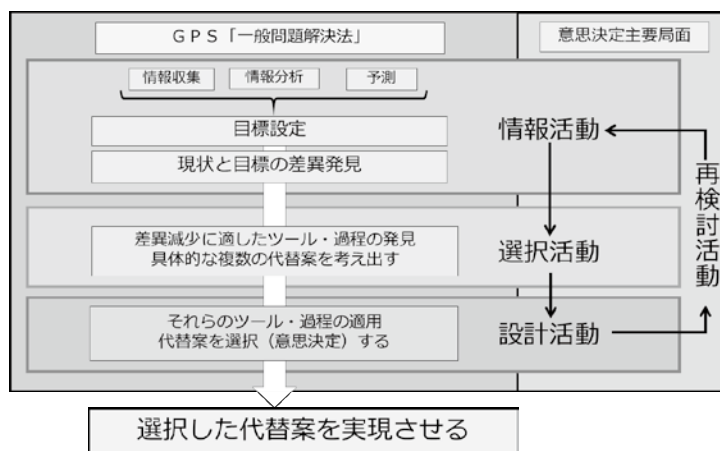 GPS「一般問題解決法」
意思決定主要局面
情報収集
情報分析
予測
目標設定
現状と目標の差異発見
情報活動
差異減少に適したツール・過程の発見
具体的な複数の代替案を考え出す
選択活動
それらのツール・過程の適用
代替案を選択（意思決定）する
設計活動
再検討活動
選択した代替案を実現させる